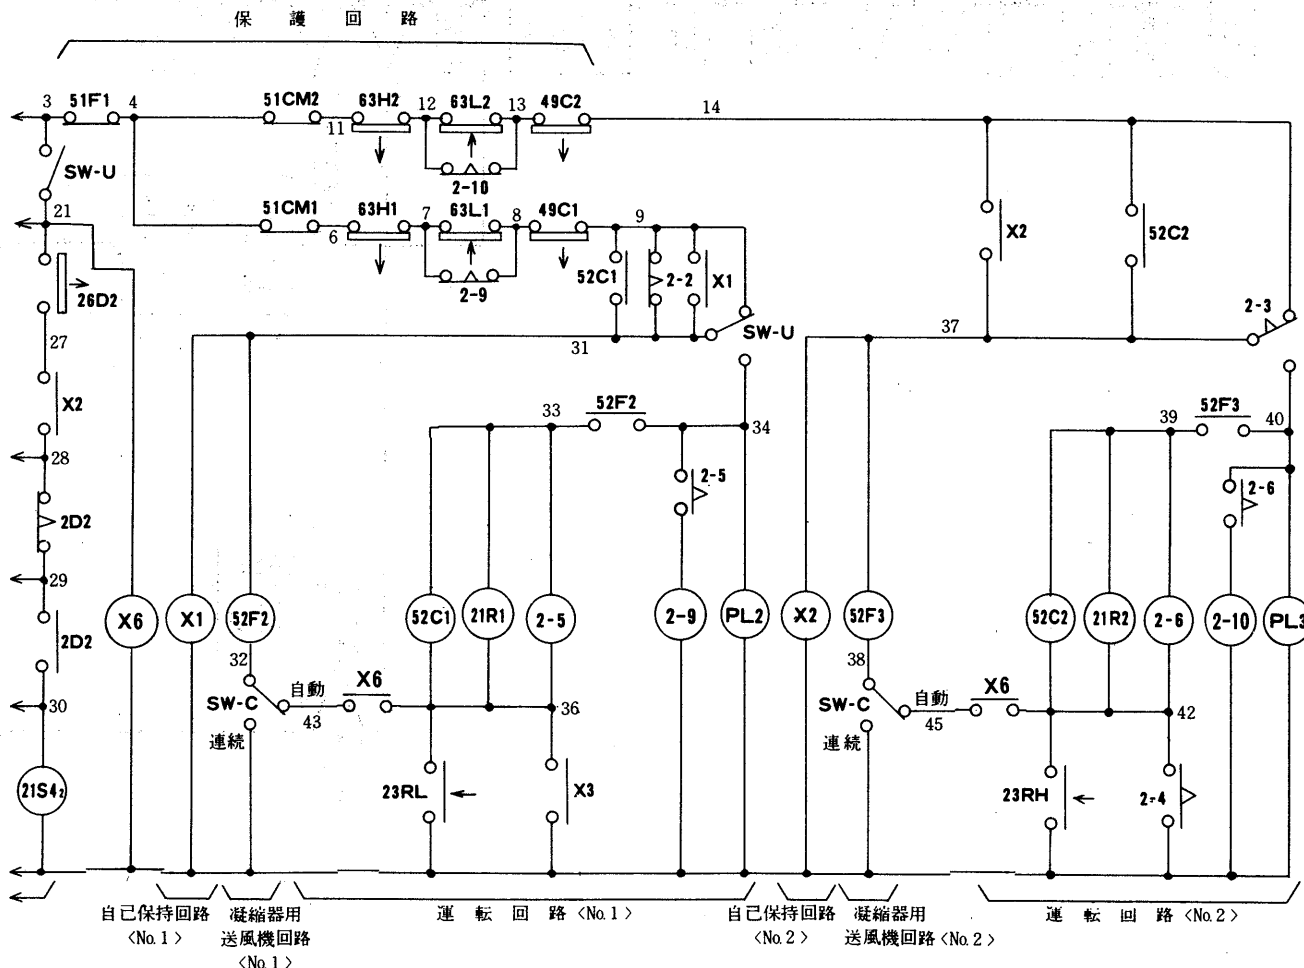 保 護 回 路
3
51F1
4
51CM2
11
63H2
12
63L2
13
49C2
14
2-10
SW-U
21
51CM1
6
63H1
7
63L1
8
49C1
9
2-9
52C1
2-2
X1
SW-U
X2
52C2
2-3
26D2
27
31
37
X2
28
33
52F2
34
2-5
39
52F3
40
2-6
2D2
29
X6
X1
52F2
52C1
21R1
2-5
2-9
PL2
X2
52F3
52C2
21R2
2-6
2-10
PL3
2D2
30
32
SW-C
自動
43
連続
X6
36
38
SW-C
自動
45
連続
X6
42
21S4₂
23RL
X3
23RH
2-4
自己保持回路
〈No.1〉
凝縮器用
送風機回路
〈No.1〉
運 転 回 路〈No.1〉
自己保持回路
〈No.2〉
凝縮器用
送風機回路〈No.2〉
運 転 回 路〈No.2〉